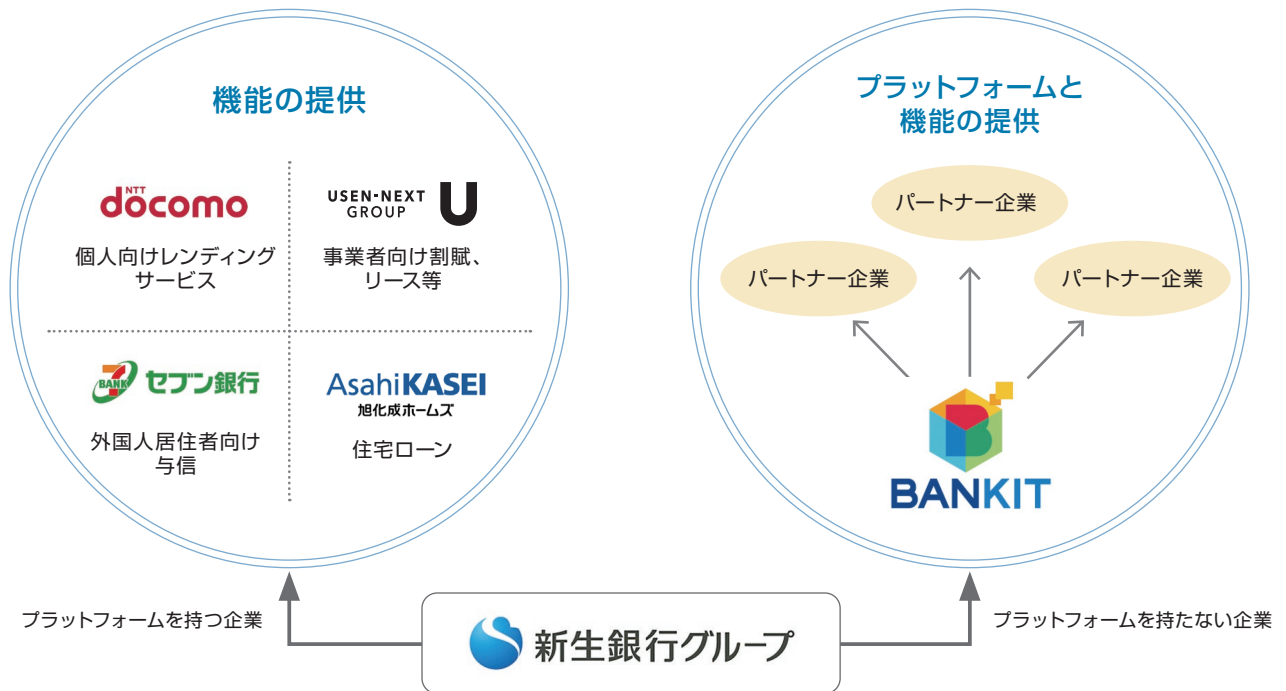 機能の提供
NTT
docomo
個人向けレンディング
サービス
USEN-NEXT
GROUP
U
事業者向け割賦、
リース等
7
BANK
セブン銀行
外国人居住者向け
与信
AsahiKASEI
旭化成ホームズ
住宅ローン
プラットフォームと
機能の提供
パートナー企業
パートナー企業
パートナー企業
B
BANKIT
プラットフォームを持つ企業
新生銀行グループ
プラットフォームを持たない企業